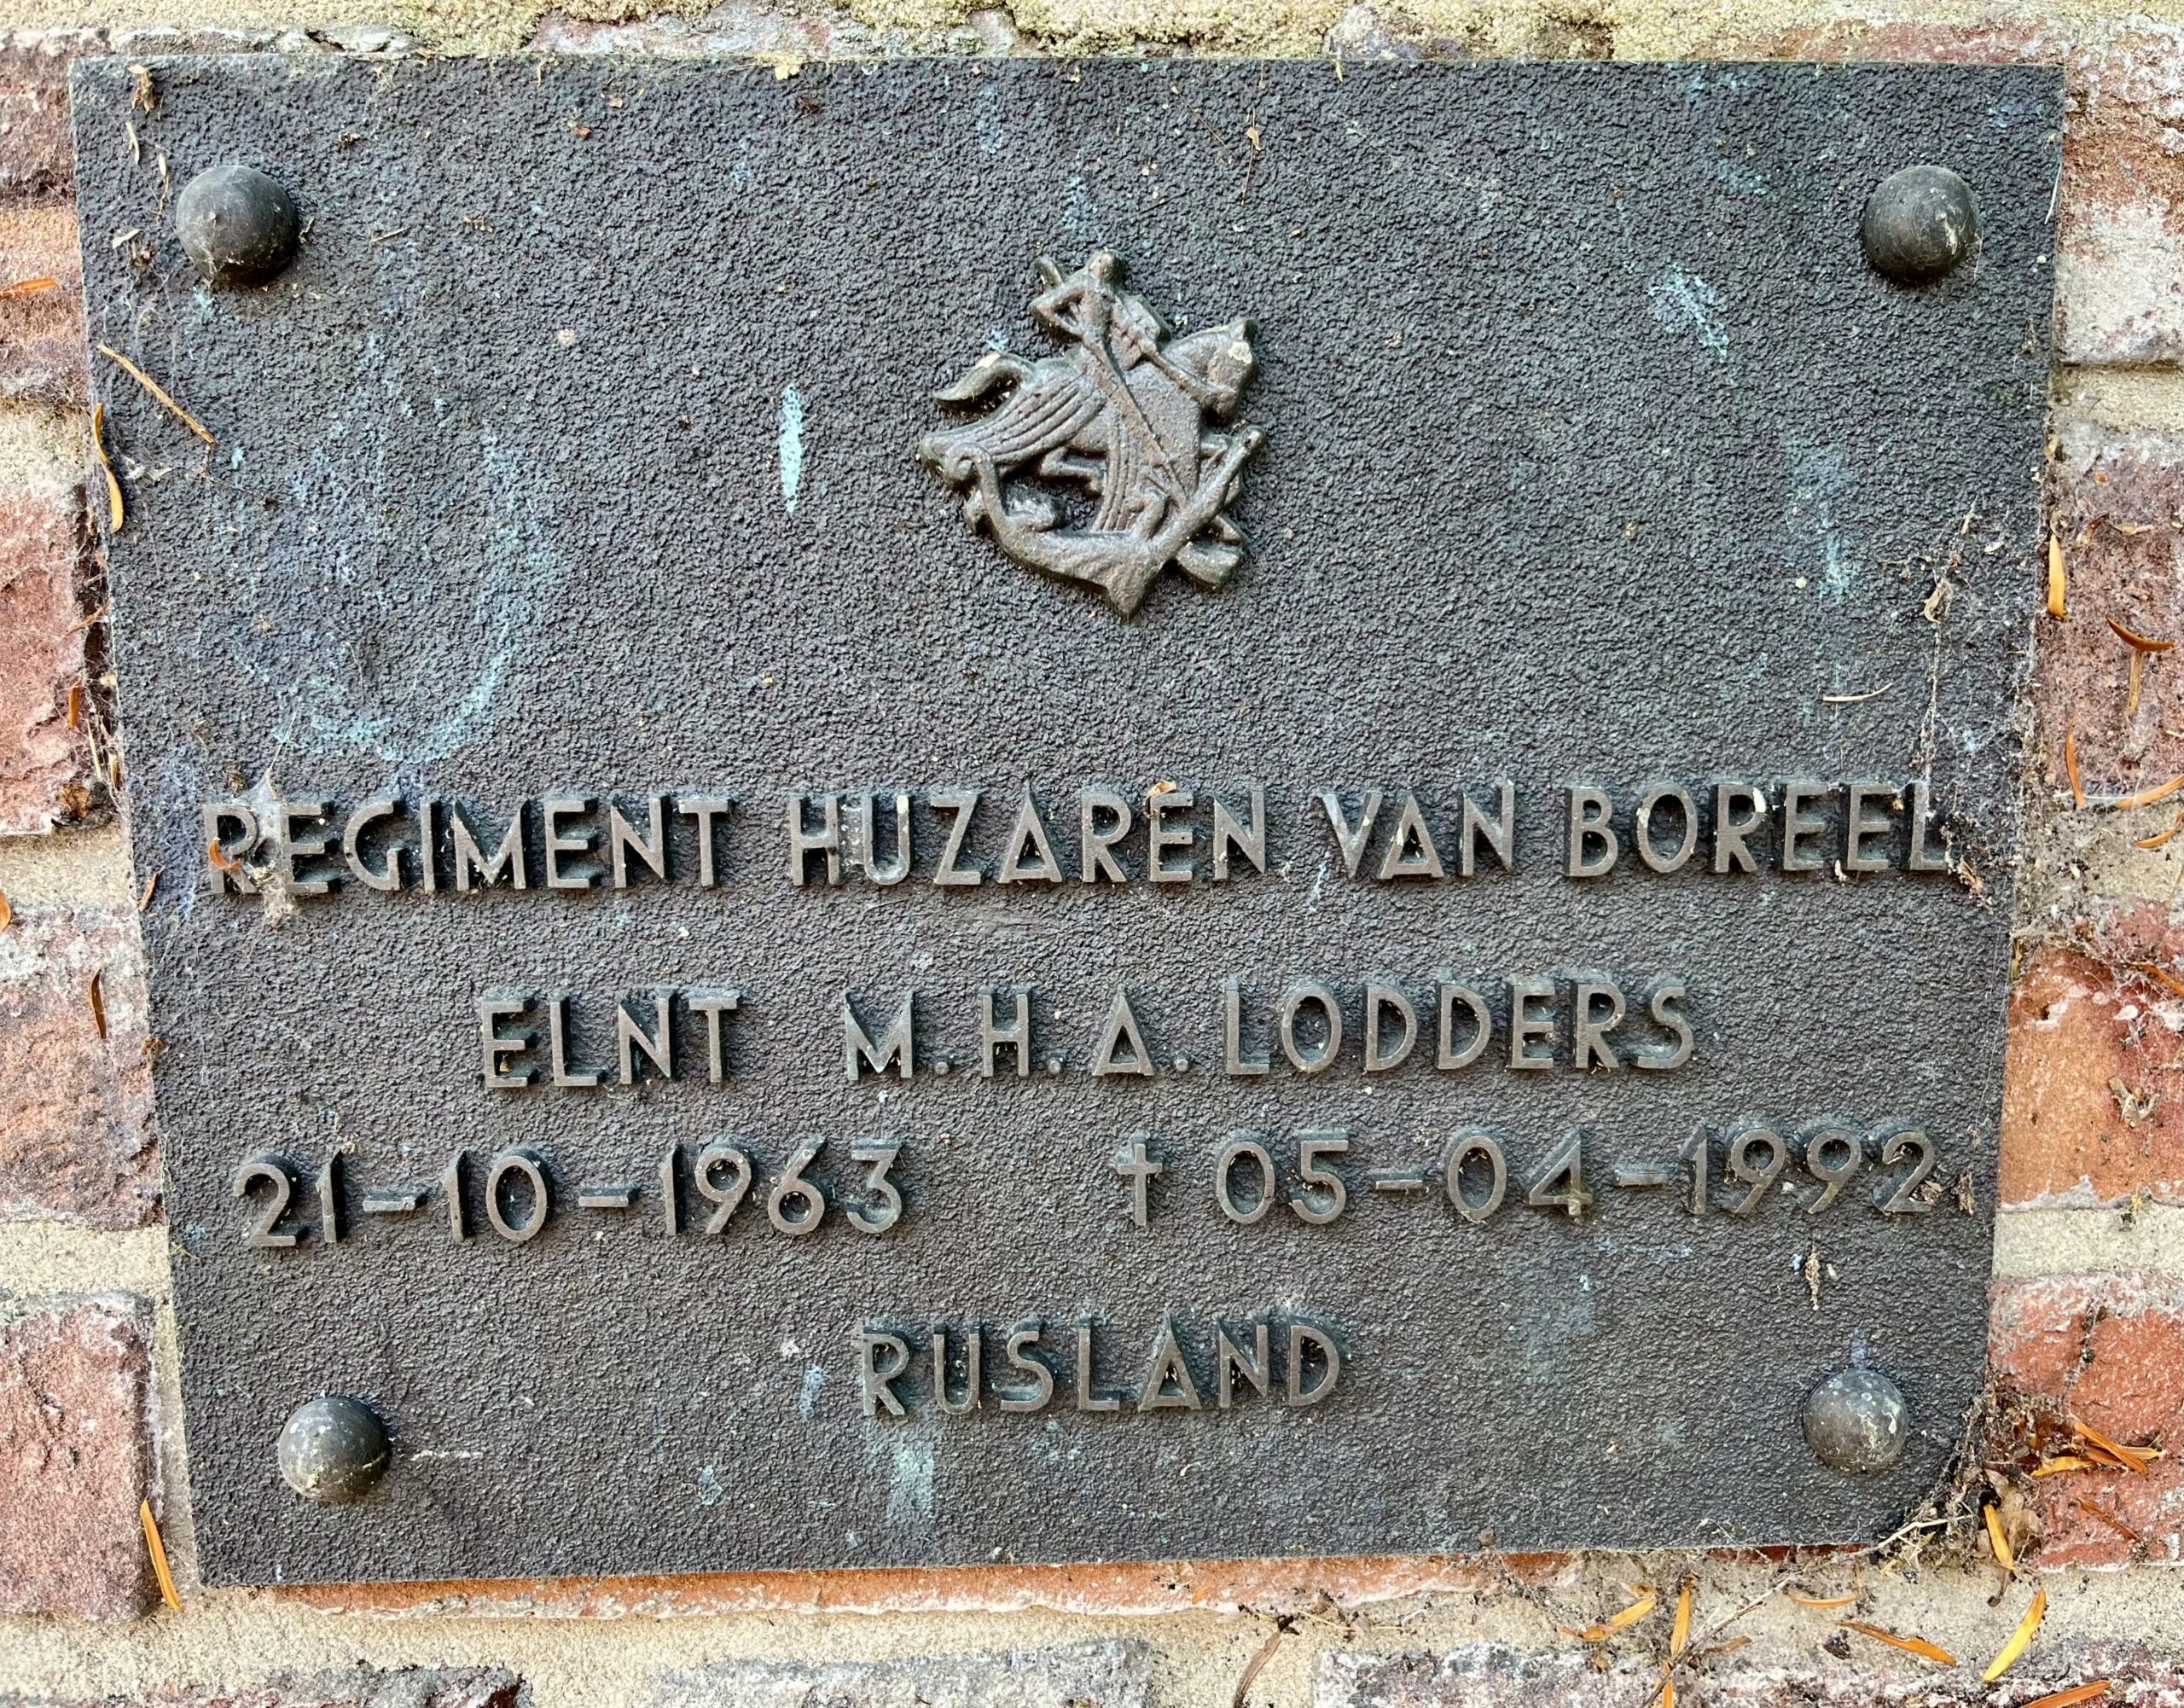 REGIMENT HUZAREN VAN BOREEL
ELNT M.H.A. LODDERS
21-10-1963 † 05-04-1992
RUSLAND